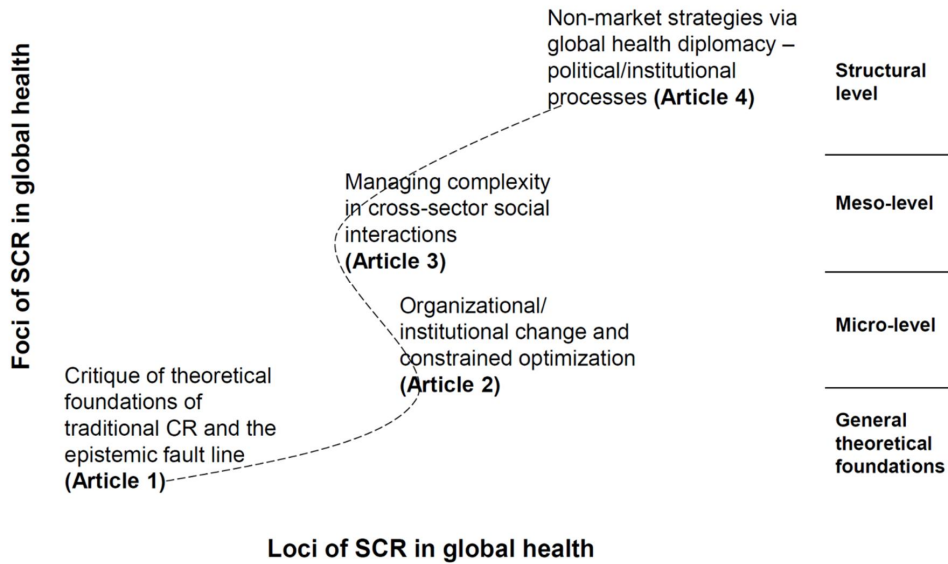 Foci of SCR in global health
Non-market strategies via
global health diplomacy –
political/institutional
processes (Article 4)
Structural
level
Managing complexity
in cross-sector social
interactions
(Article 3)
Meso-level
Organizational/
institutional change and
constrained optimization
(Article 2)
Micro-level
Critique of theoretical
foundations of
traditional CR and the
epistemic fault line
(Article 1)
General
theoretical
foundations
Loci of SCR in global health